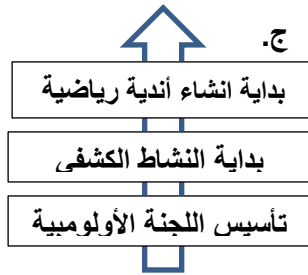 ج.
بداية انشاء أندية رياضية
بداية النشاط الكشفي
تأسيس اللجنة الأولومبية